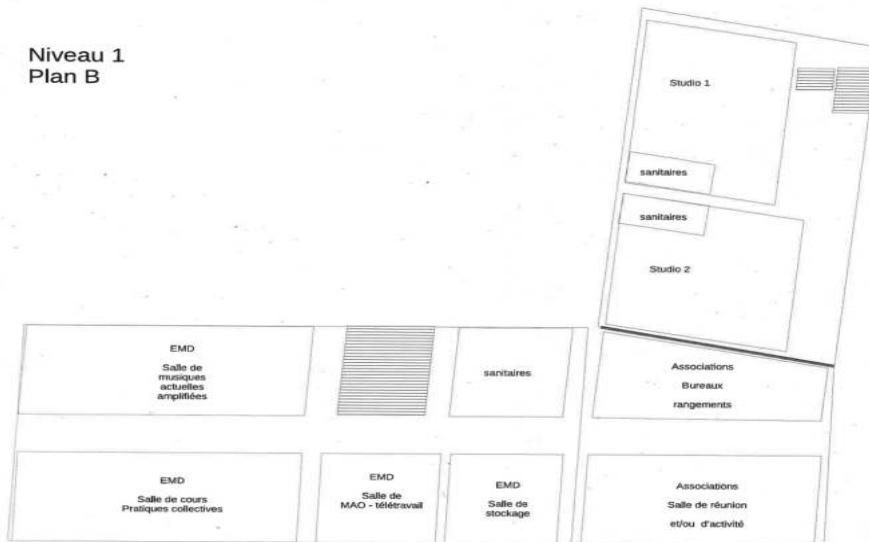 Niveau 1
Plan B
Studio 1
sanitaires
sanitaires
Studio 2
EMD
Salle de
musiques
actuelles
amplifiées
sanitaires
Associations
Bureaux
rangements
EMD
Salle de cours
Pratiques collectives
EMD
Salle de
MAO - télétravail
EMD
Salle de
stockage
Associations
Salle de réunion
et/ou d'activité